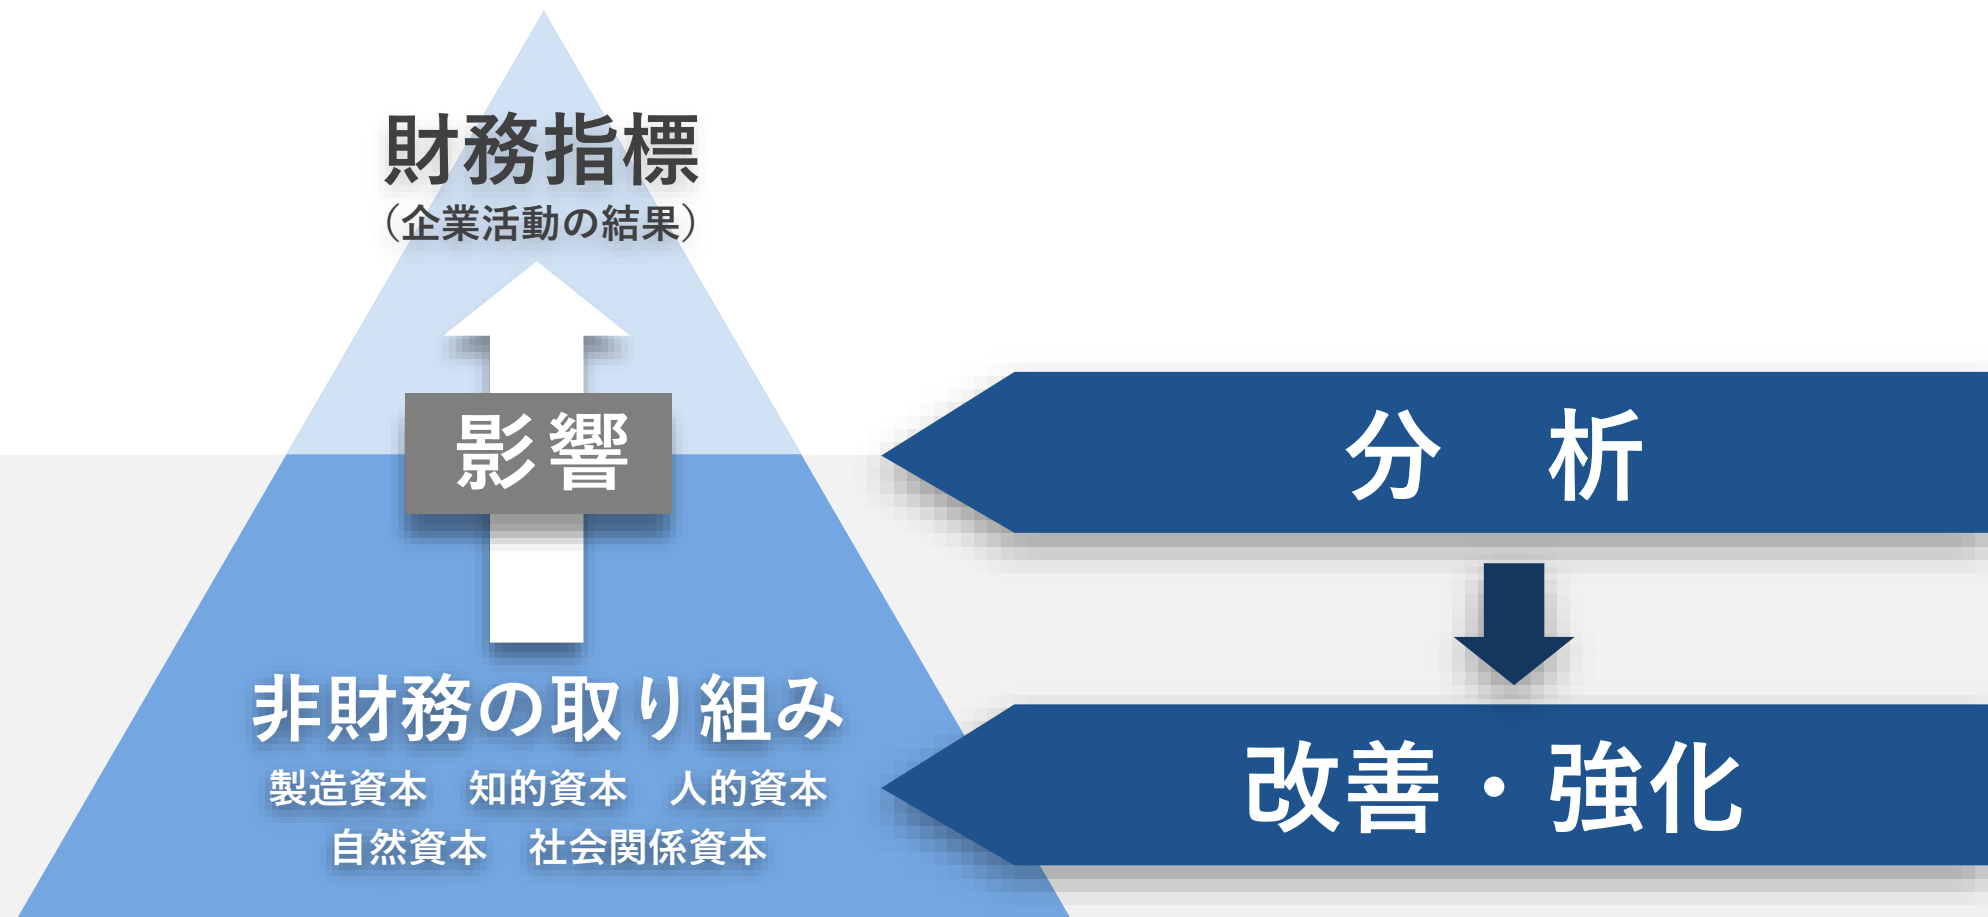 財務指標
（企業活動の結果）
影響
分　析
非財務の取り組み
製造資本　知的資本　人的資本
自然資本　社会関係資本
改善・強化